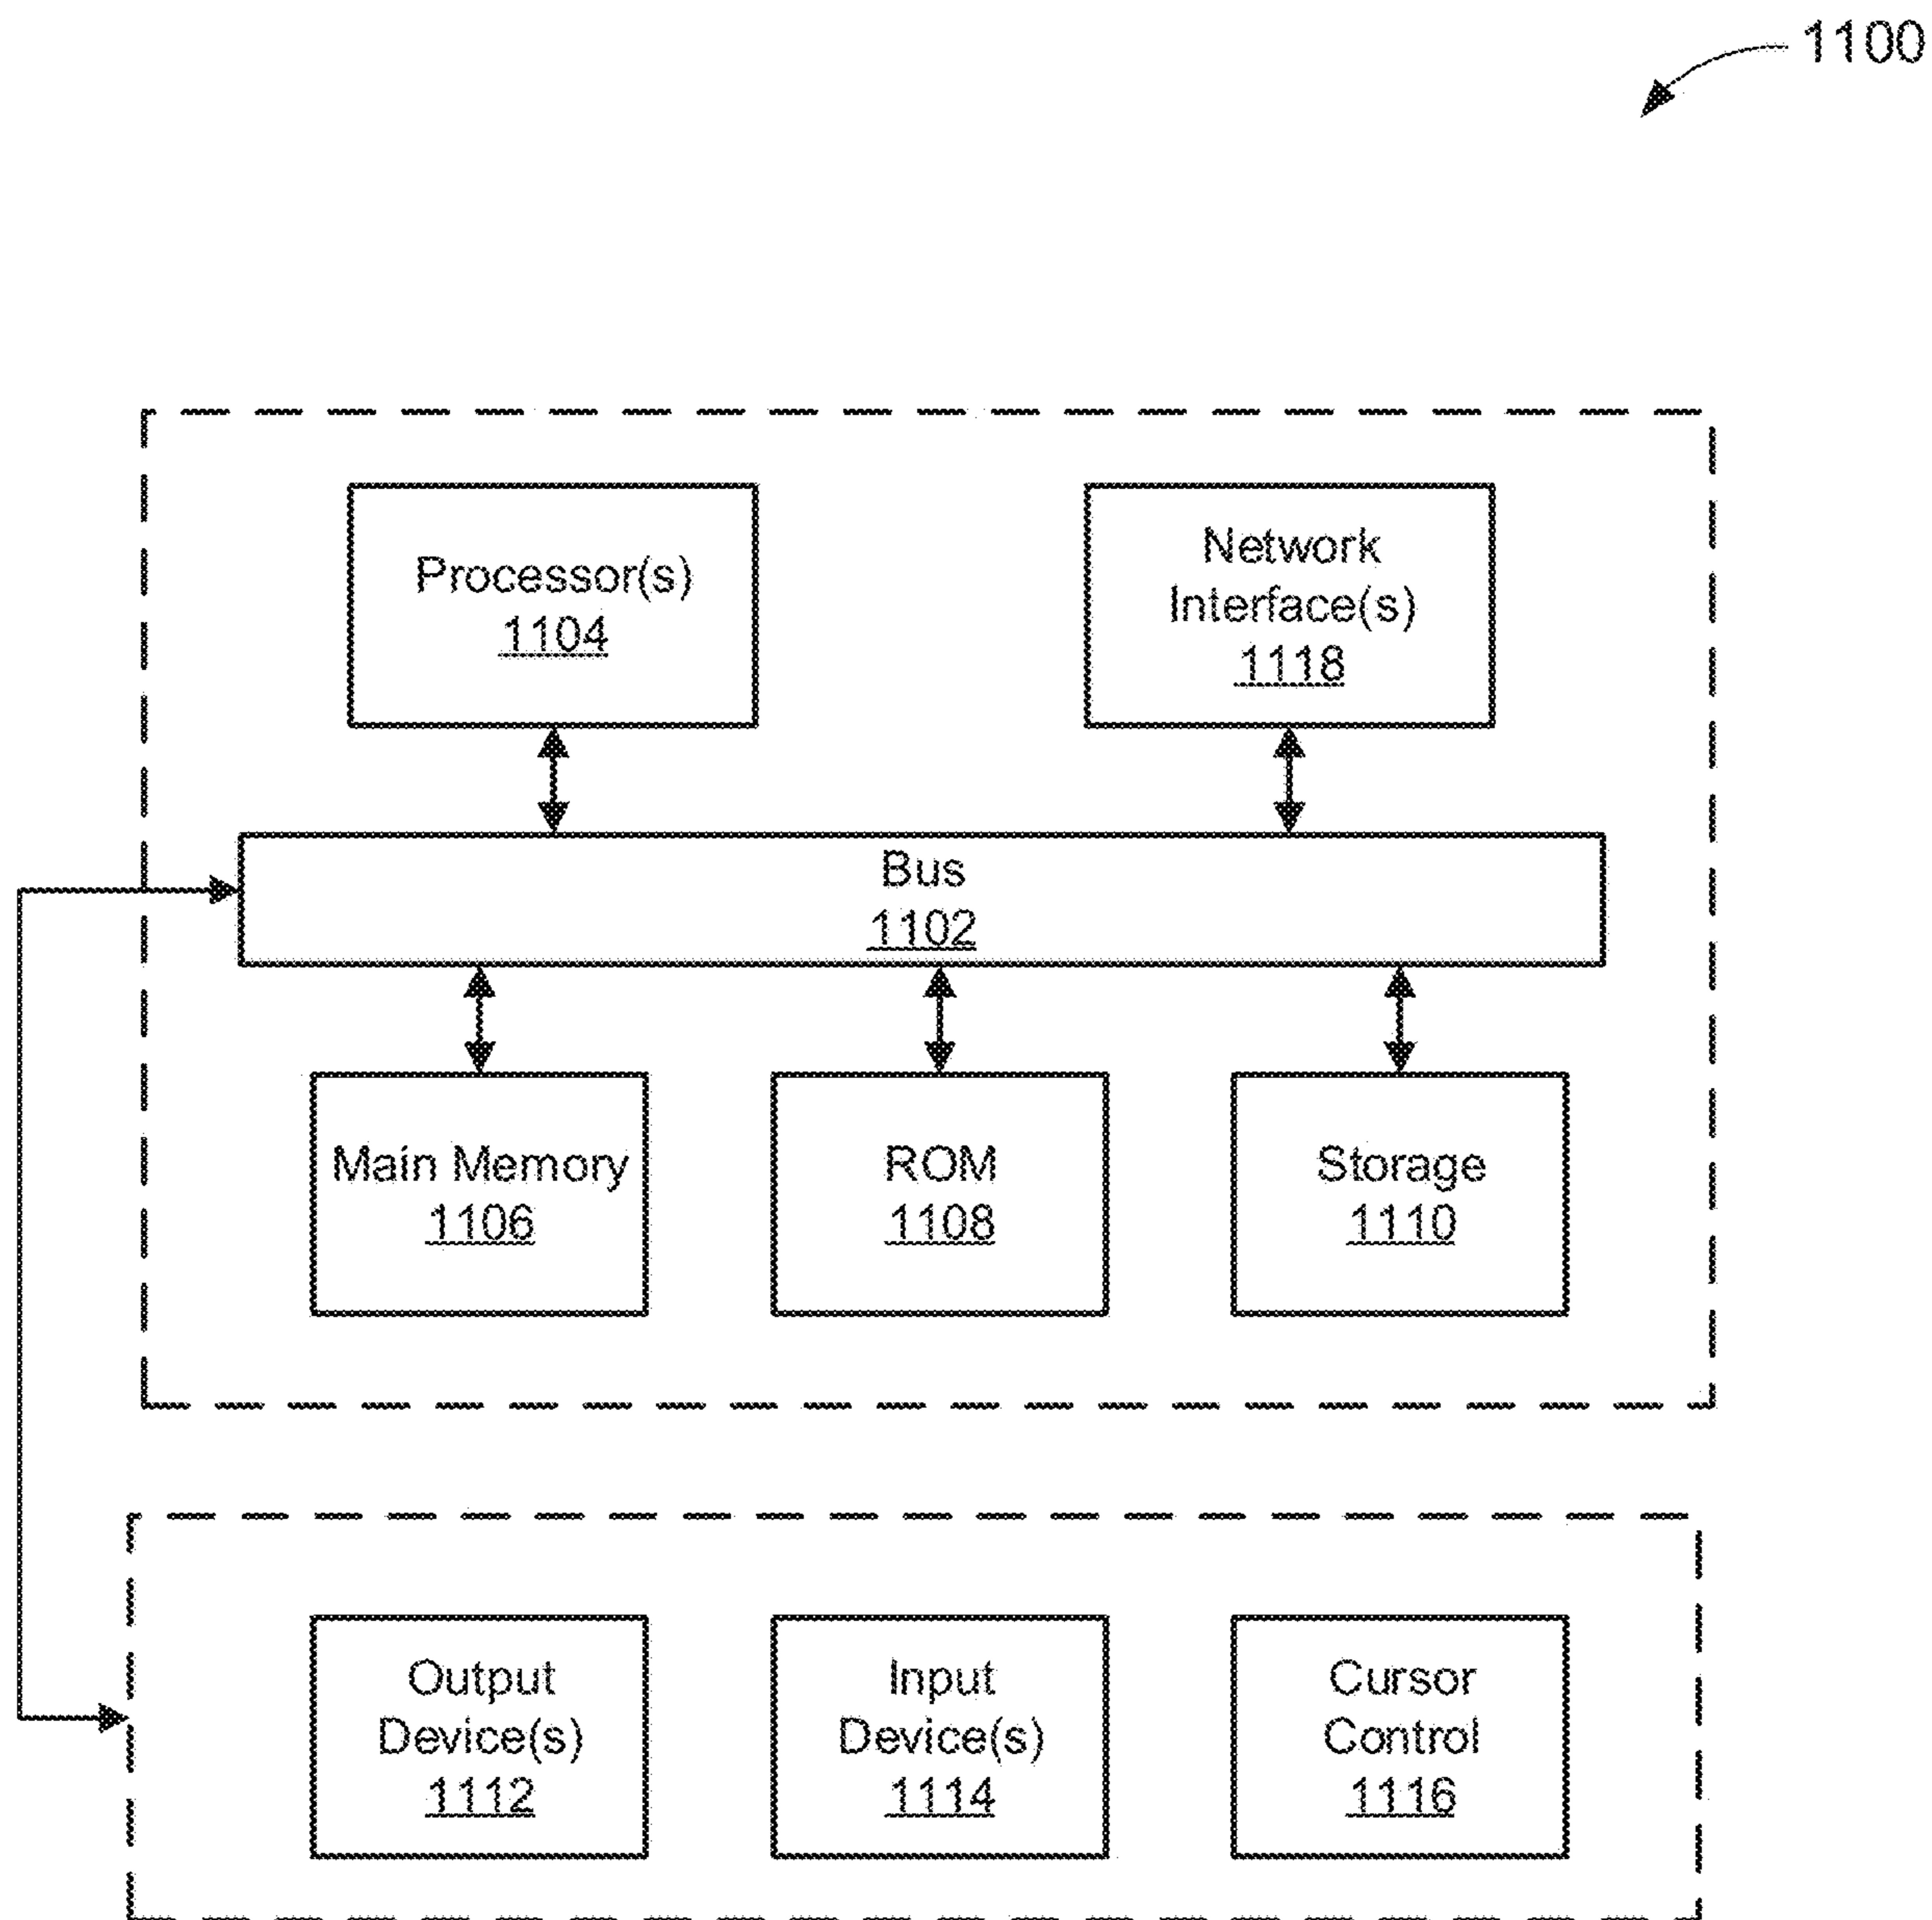 1100
Processor(s)
1104
Network
Interface(s)
1118
Bus
1102
Main Memory
1106
ROM
1108
Storage
1110
Output
Device(s)
1112
Input
Device(s)
1114
Cursor
Control
1116